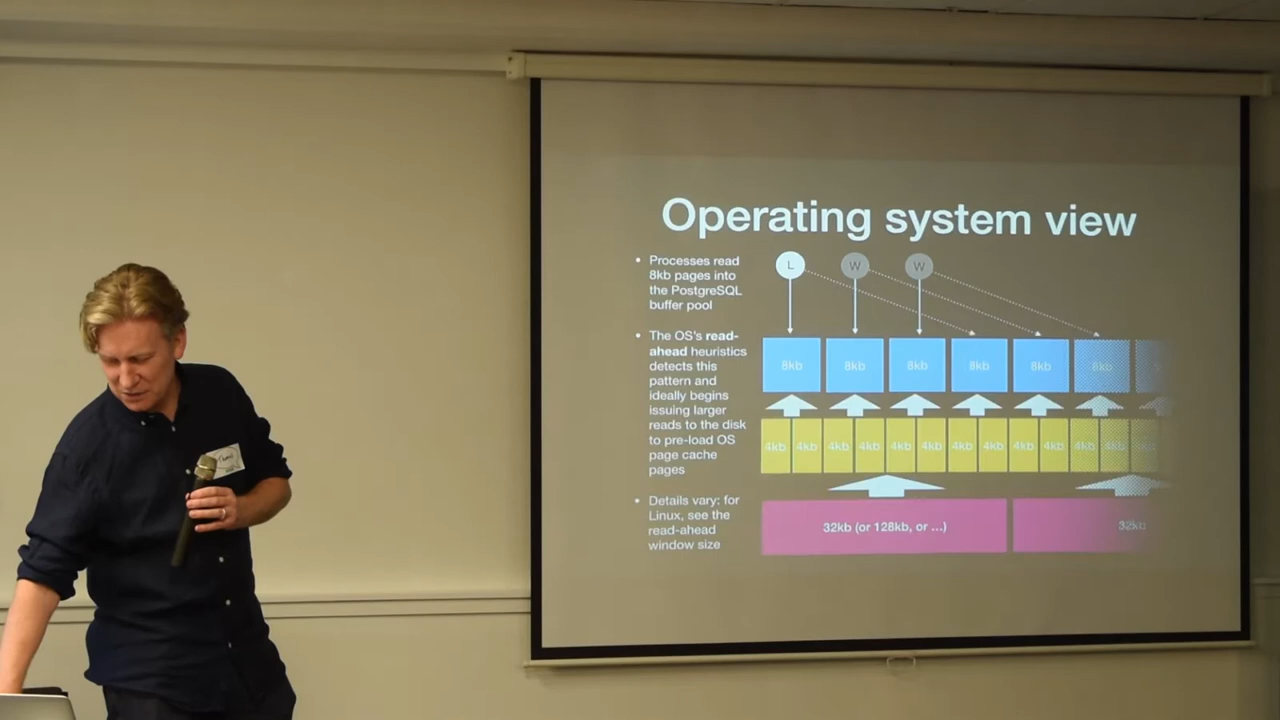 Operating system view
• Processes read
8kb pages into
the PostgreSQL
buffer pool
• The OS's read-
ahead heuristics
detects this
pattern and
ideally begins
issuing larger
reads to the disk
to pre-load OS
page cache
pages
• Details vary: for
Linux, see the
read-ahead
window size
L W W
8kb 8kb 8kb 8kb 8kb 8kb
4kb 4kb 4kb 4kb 4kb 4kb 4kb 4kb 4kb 4kb 4kb 4kb
32kb (or 128kb, or ...) 32kb